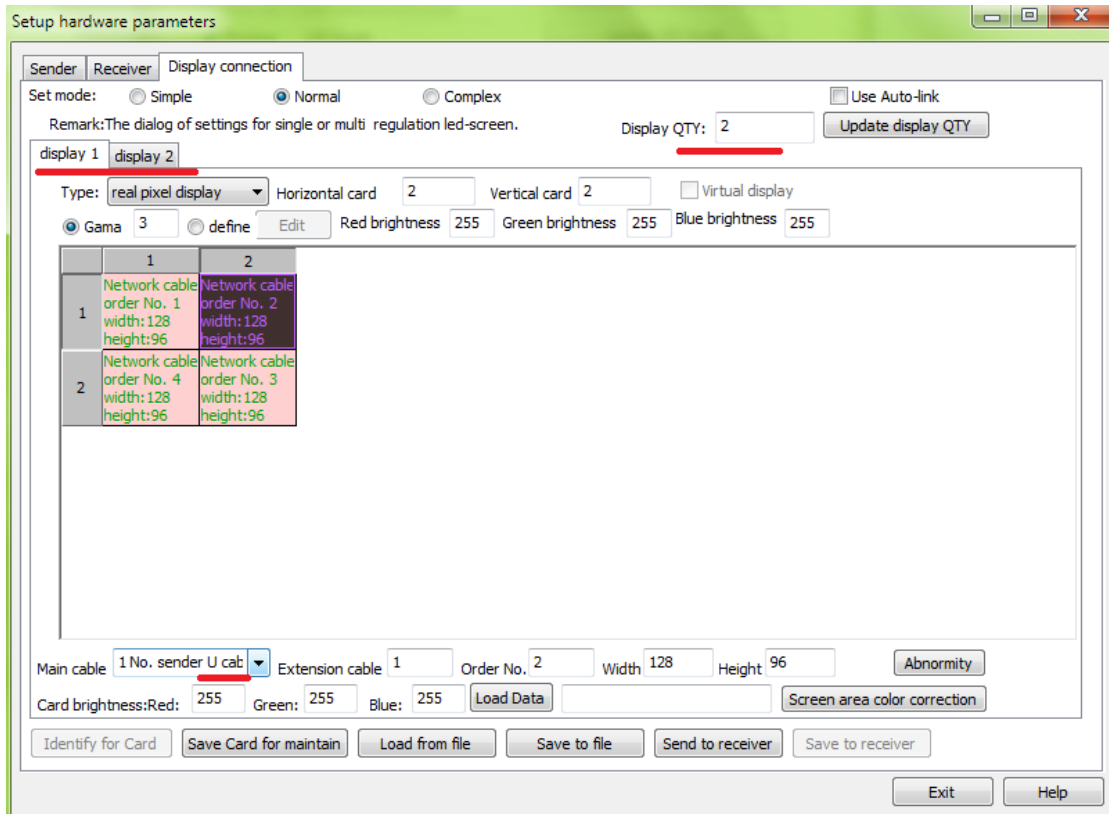 Setup hardware parameters
Sender Receiver Display connection
Set mode: Simple Normal Complex Use Auto-link
Remark:The dialog of settings for single or multi regulation led-screen. Display QTY: 2 Update display QTY
display 1 display 2
Type: real pixel display Horizontal card 2 Vertical card 2 Virtual display
Gama 3 define Edit Red brightness 255 Green brightness 255 Blue brightness 255
1 2
Network cable Network cable
order No. 1 order No. 2
1
width:128 width:128
height:96 height:96
Network cable Network cable
order No. 4 order No. 3
2
width:128 width:128
height:96 height:96
Main cable 1 No. sender U cab Extension cable 1 Order No. 2 Width 128 Height 96 Abnormity
Card brightness:Red: 255 Green: 255 Blue: 255 Load Data Screen area color correction
Identify for Card Save Card for maintain Load from file Save to file Send to receiver Save to receiver
Exit Help